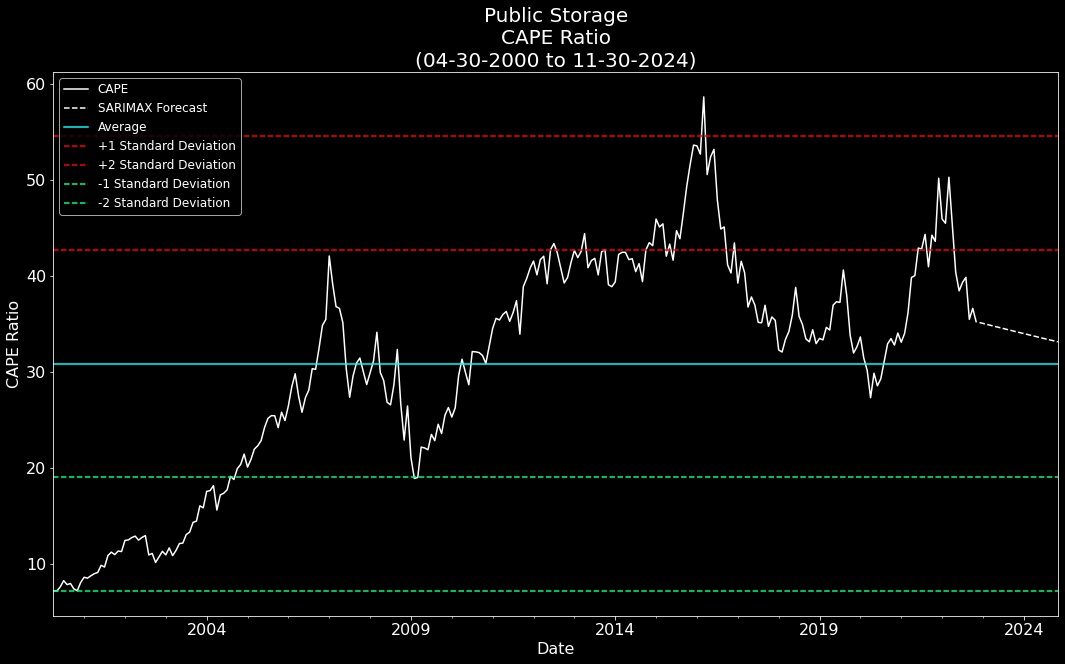 Public Storage
CAPE Ratio
(04-30-2000 to 11-30-2024)
CAPE
SARIMAX Forecast
Average
+1 Standard Deviation
+2 Standard Deviation
-1 Standard Deviation
-2 Standard Deviation
60
50
40
30
20
10
CAPE Ratio
2004 2009 2014 2019 2024
Date